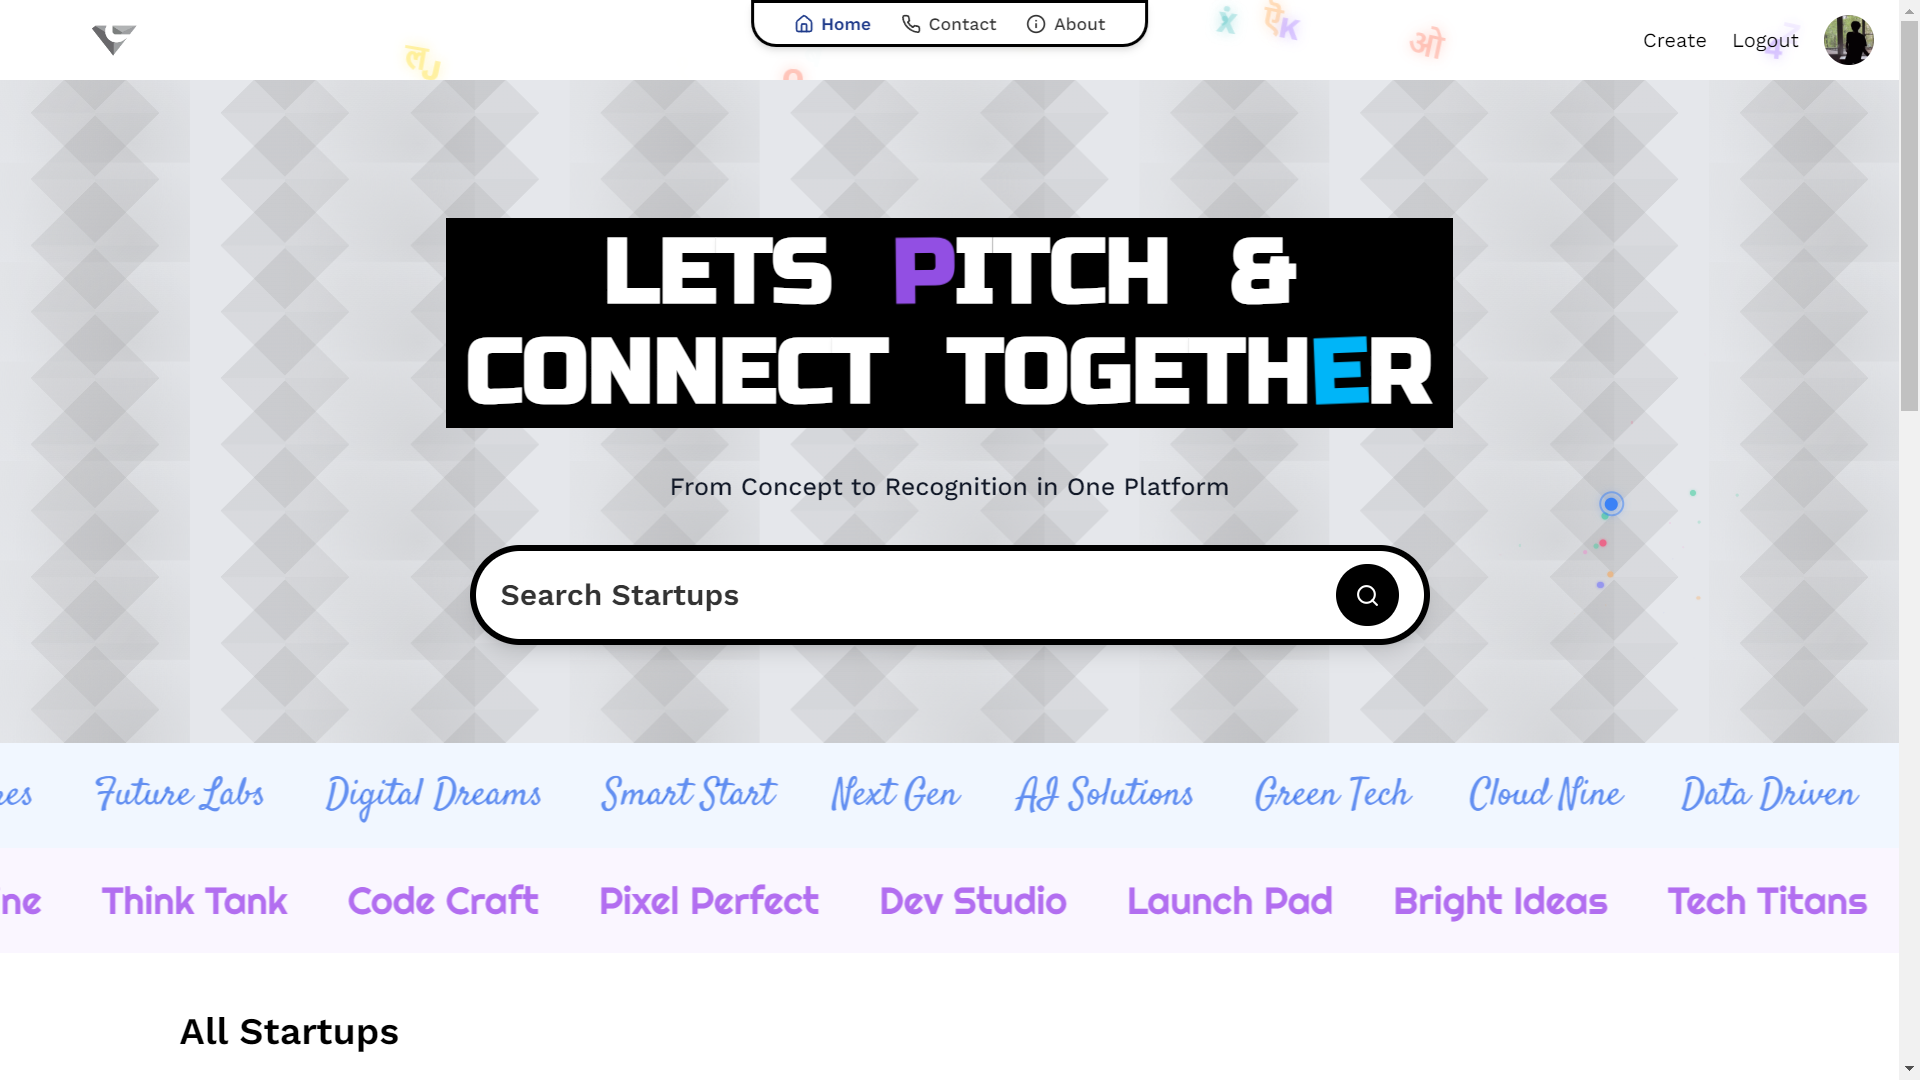 Home Contact About
ẋ ऐ K ओ
ल J
Create Logout
LETS PITCH &
CONNECT TOGETHER
From Concept to Recognition in One Platform
Search Startups
Future Labs Digital Dreams Smart Start Next Gen AI Solutions Green Tech Cloud Nine Data Driven
Think Tank Code Craft Pixel Perfect Dev Studio Launch Pad Bright Ideas Tech Titans
All Startups